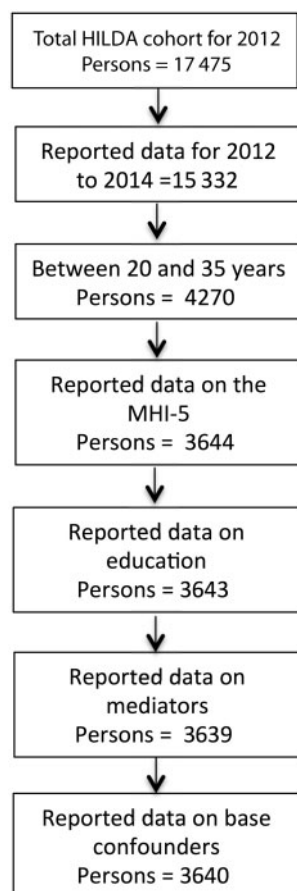 Total HILDA cohort for 2012
Persons = 17 475
Reported data for 2012
to 2014 =15 332
Between 20 and 35 years
Persons = 4270
Reported data on the
MHI-5
Persons = 3644
Reported data on
education
Persons = 3643
Reported data on
mediators
Persons = 3639
Reported data on base
confounders
Persons = 3640